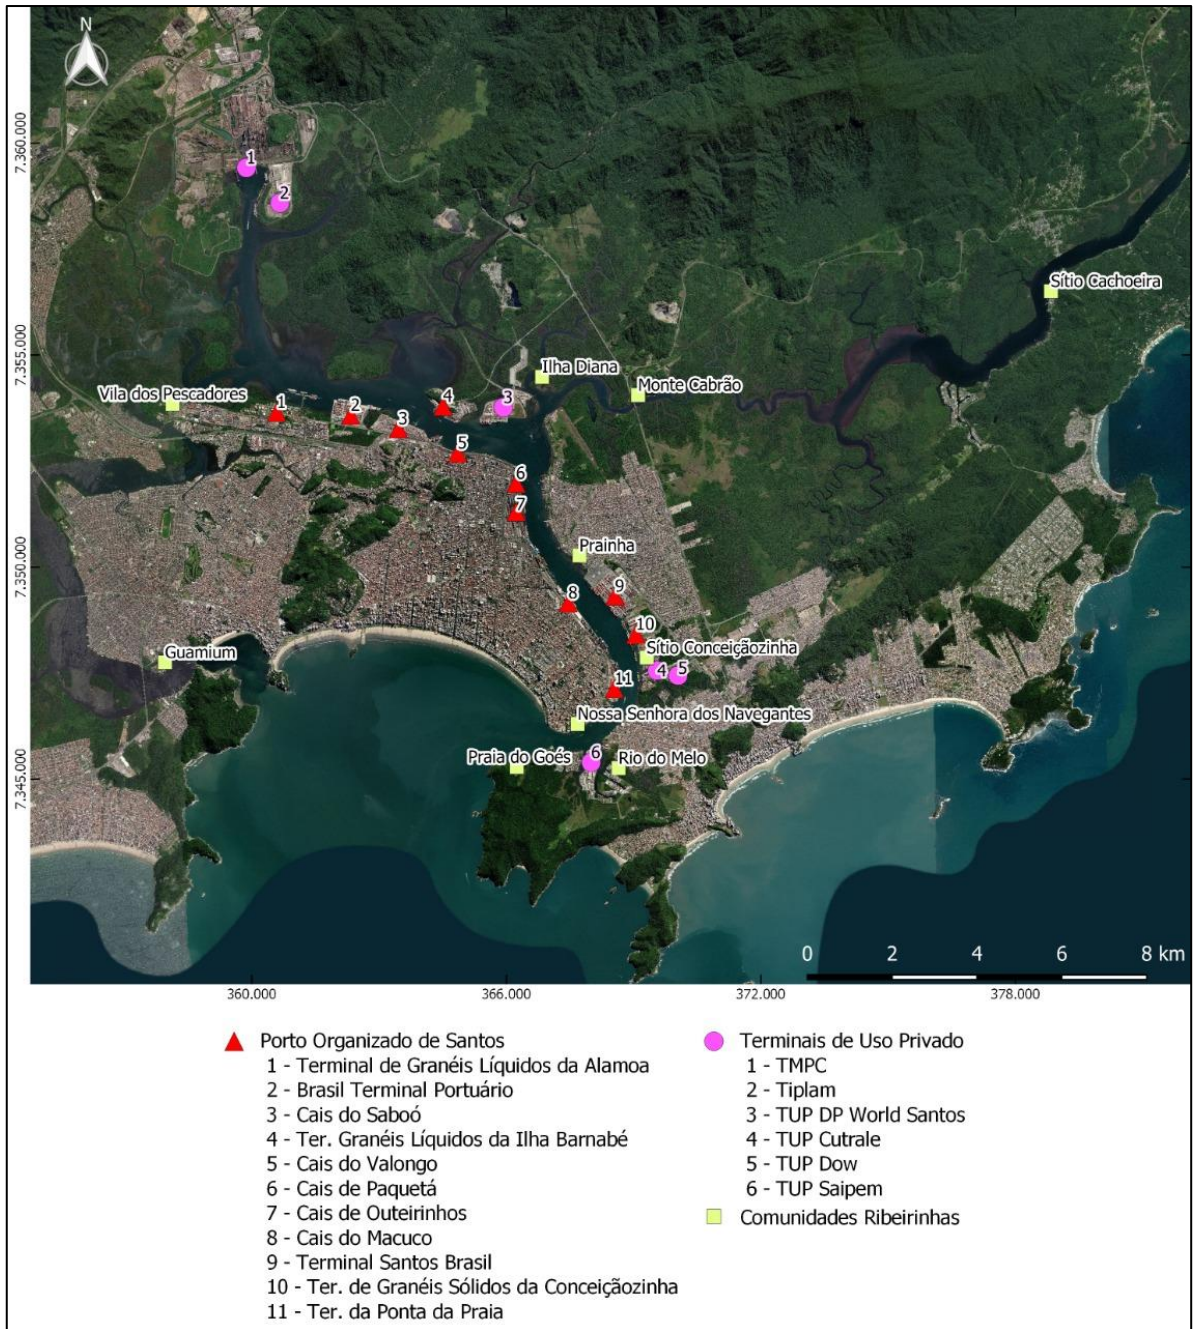 N
7.360.000
1
2
Sítio Cachoeira
7.355.000
Ilha Diana
Monte Cabrão
Vila dos Pescadores
1
2
3
4
3
5
6
7
7.350.000
Prainha
8
9
10
Sítio Conceiçãozinha
Guamium
4
5
11
Nossa Senhora dos Navegantes
Praia do Goés
6
Rio do Melo
7.345.000
0 2 4 6 8 km
360.000 366.000 372.000 378.000
Porto Organizado de Santos
1 - Terminal de Granéis Líquidos da Alamoa
2 - Brasil Terminal Portuário
3 - Cais do Saboó
4 - Ter. Granéis Líquidos da Ilha Barnabé
5 - Cais do Valongo
6 - Cais de Paquetá
7 - Cais de Outeirinhos
8 - Cais do Macuco
9 - Terminal Santos Brasil
10 - Ter. de Granéis Sólidos da Conceiçãozinha
11 - Ter. da Ponta da Praia
Terminais de Uso Privado
1 - TMPC
2 - Tiplam
3 - TUP DP World Santos
4 - TUP Cutrale
5 - TUP Dow
6 - TUP Saipem
Comunidades Ribeirinhas